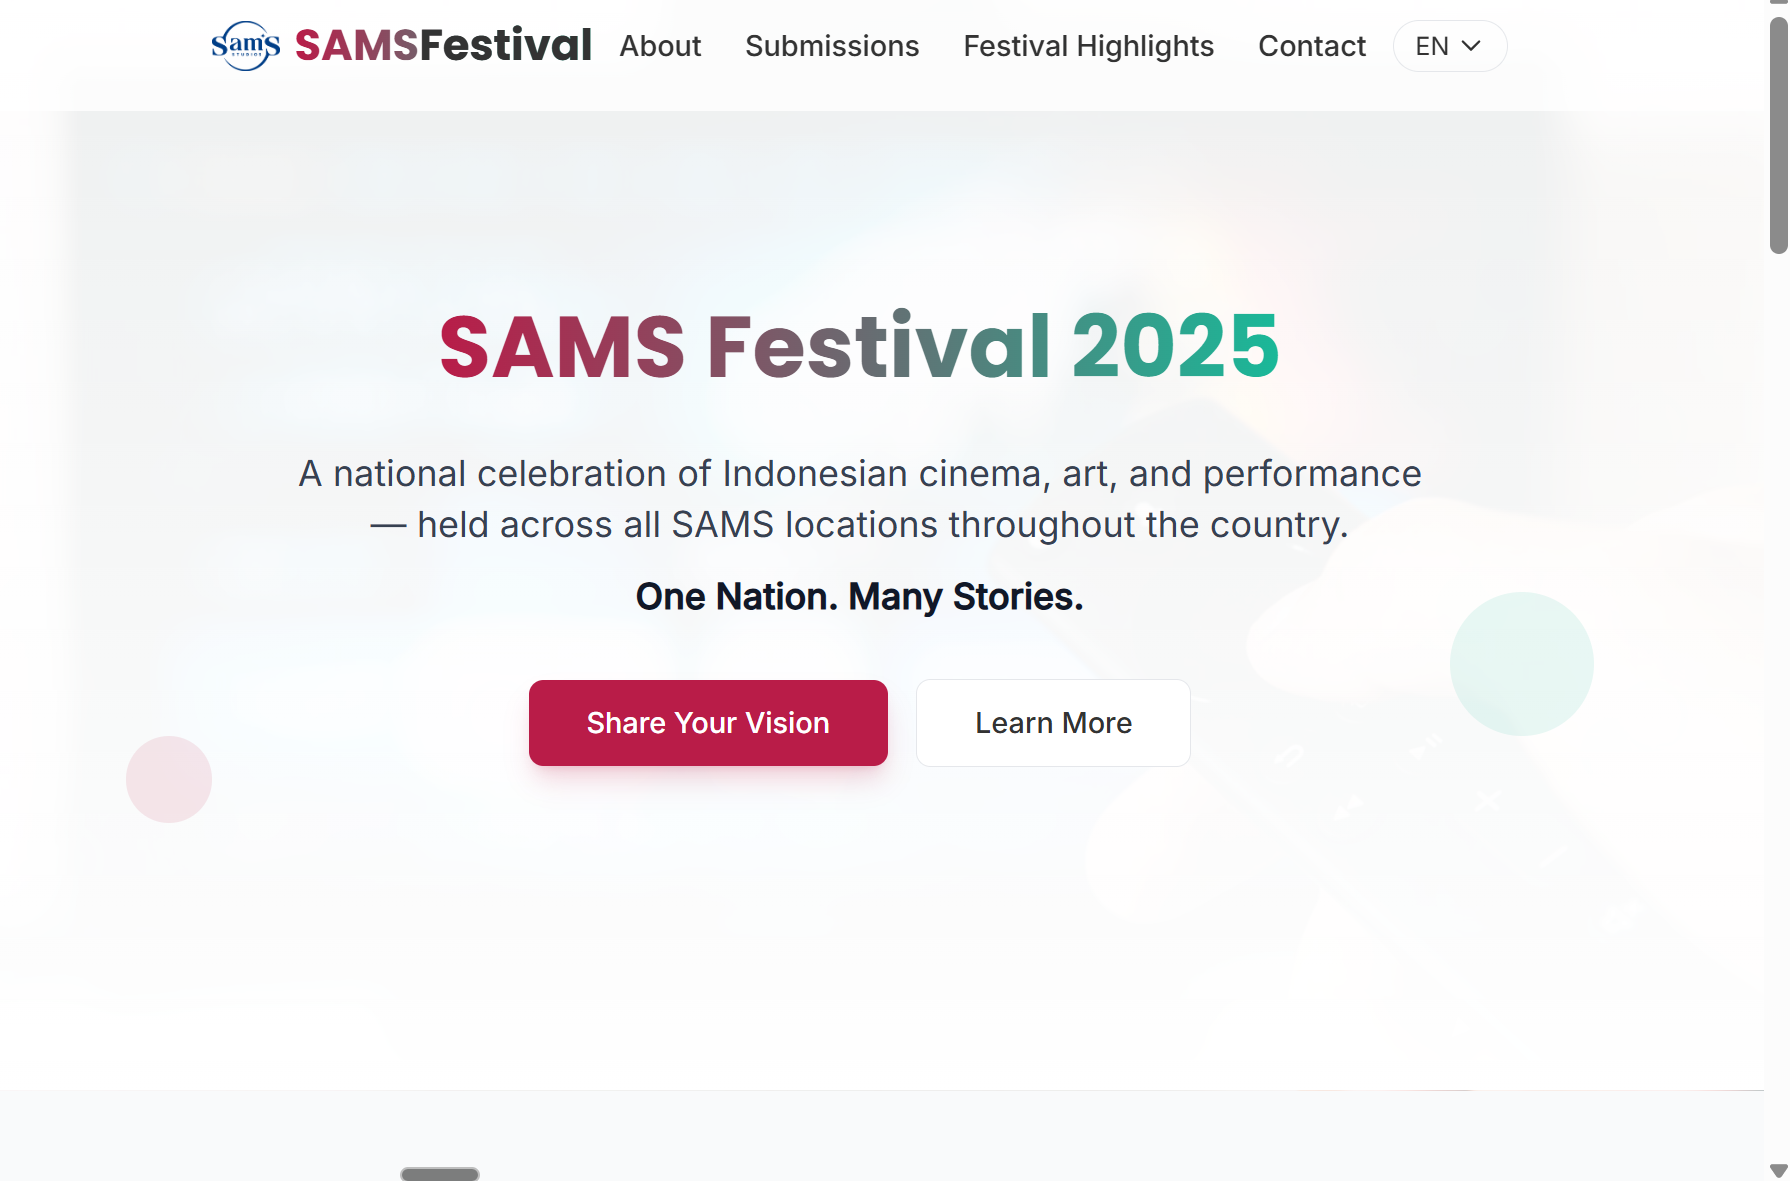 Sam's
STUDIOS
SAMSFestival
About
Submissions
Festival Highlights
Contact
EN
SAMS Festival 2025
A national celebration of Indonesian cinema, art, and performance
— held across all SAMS locations throughout the country.
One Nation. Many Stories.
Share Your Vision
Learn More